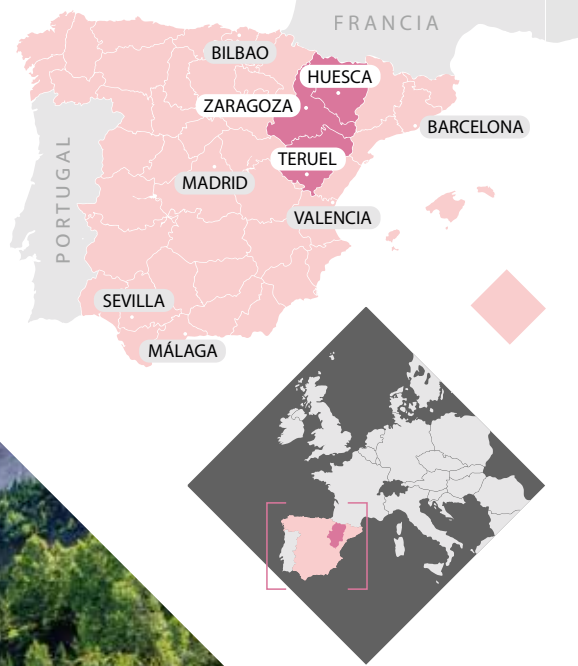 FRANCIA
BILBAO
HUESCA
ZARAGOZA
BARCELONA
PORTUGAL
TERUEL
MADRID
VALENCIA
SEVILLA
MÁLAGA